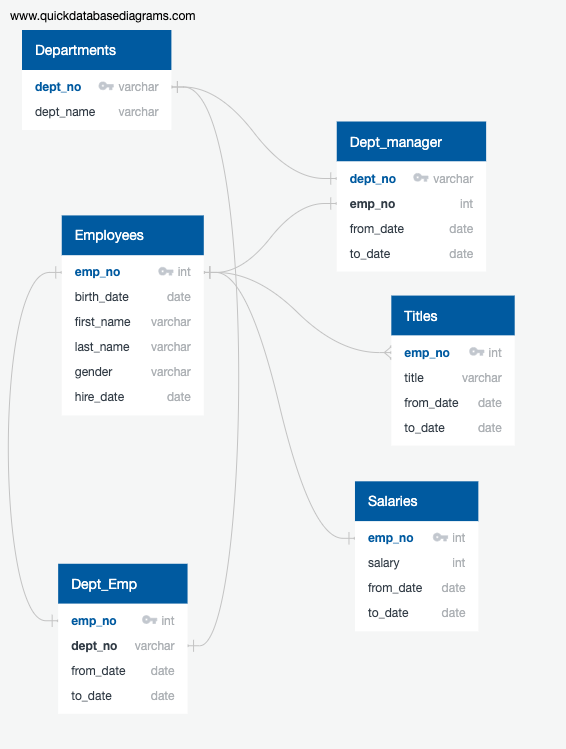 www.quickdatabasediagrams.com
Departments
dept_no varchar
dept_name varchar
Dept_manager
dept_no varchar
emp_no int
from_date date
to_date date
Employees
emp_no int
birth_date date
first_name varchar
last_name varchar
gender varchar
hire_date date
Titles
emp_no int
title varchar
from_date date
to_date date
Salaries
emp_no int
salary int
from_date date
to_date date
Dept_Emp
emp_no int
dept_no varchar
from_date date
to_date date